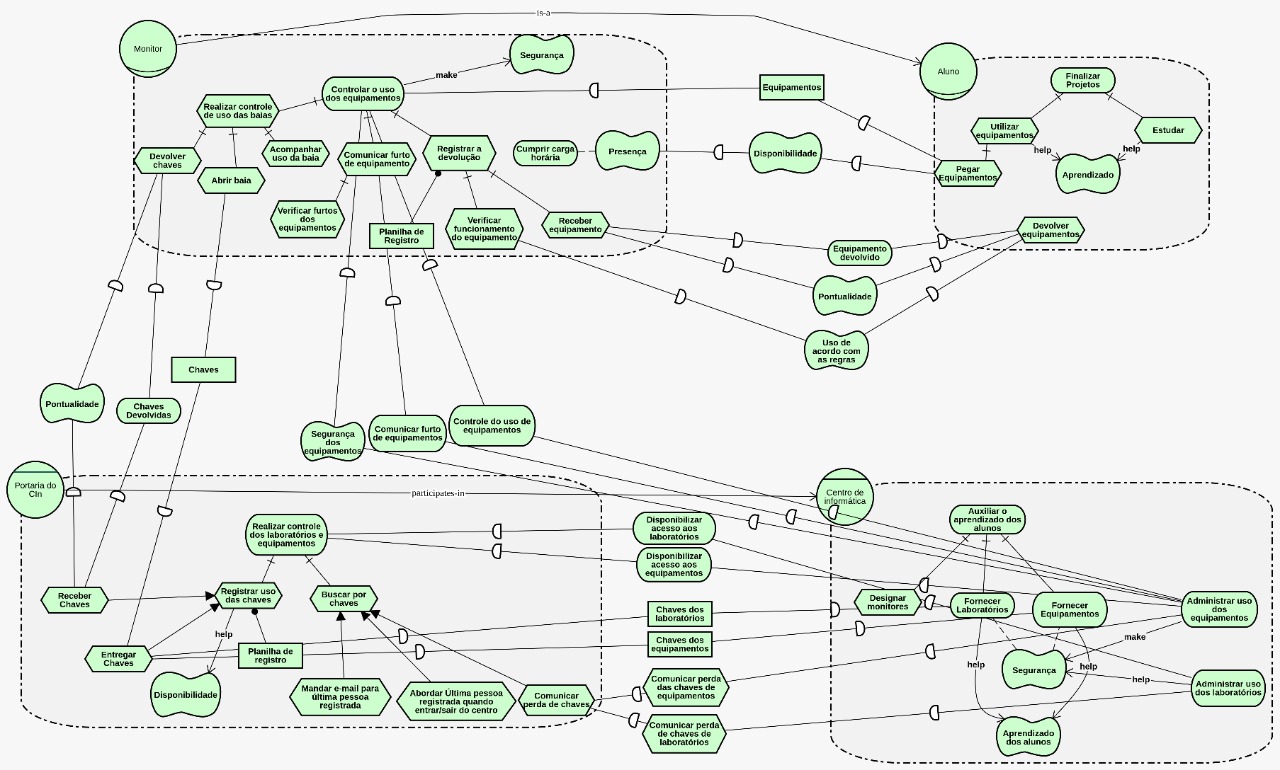 is-a
Monitor
Segurança
make
Controlar o uso
dos equipamentos
Realizar controle
de uso das baias
Devolver
chaves
Abrir baia
Acompanhar
uso da baia
Comunicar furto
de equipamento
Registrar a
devolução
Verificar furtos
dos
equipamentos
Planilha de
Registro
Verificar
funcionamento
do equipamento
Cumprir carga
horária
Presença
Receber
equipamento
Equipamentos
Disponibilidade
Equipamento
devolvido
Pontualidade
Uso de
acordo com
as regras
Aluno
Finalizar
Projetos
Utilizar
equipamentos
Estudar
help
help
Aprendizado
Pegar
Equipamentos
Devolver
equipamentos
Chaves
Pontualidade
Chaves
Devolvidas
Segurança
dos
equipamentos
Comunicar furto
de equipamentos
Controle do uso de
equipamentos
Portaria do
CIn
participates-in
Centro de
informática
Realizar controle
dos laboratórios e
equipamentos
Receber
Chaves
Registrar uso
das chaves
Buscar por
chaves
help
Entregar
Chaves
Planilha de
registro
Disponibilidade
Mandar e-mail para
última pessoa
registrada
Abordar Última pessoa
registrada quando
entrar/sair do centro
Comunicar
perda de chaves
Disponibilizar
acesso aos
laboratórios
Disponibilizar
acesso aos
equipamentos
Chaves dos
laboratórios
Chaves dos
equipamentos
Comunicar perda
das chaves de
equipamentos
Comunicar perda
de chaves de
laboratórios
Auxiliar o
aprendizado dos
alunos
Designar
monitores
Fornecer
Laboratórios
Fornecer
Equipamentos
Administrar uso
dos
equipamentos
make
Segurança
help
help
help
Administrar uso
dos laboratórios
Aprendizado
dos alunos